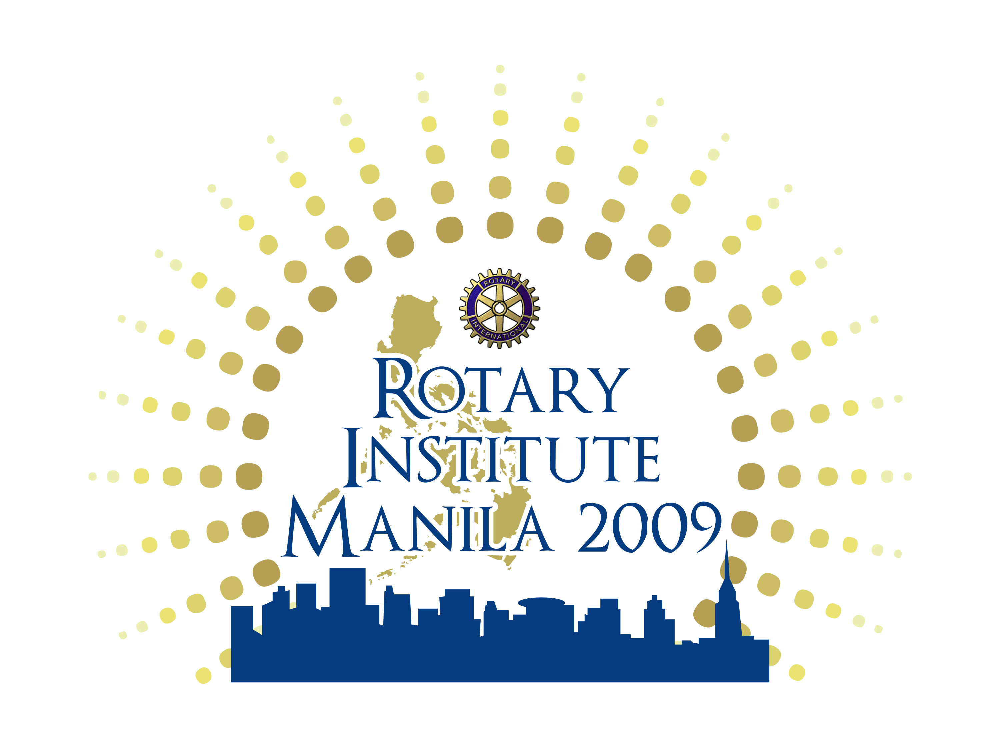 ROTARY
INTERNATIONAL
ROTARY
INSTITUTE
MANILA 2009